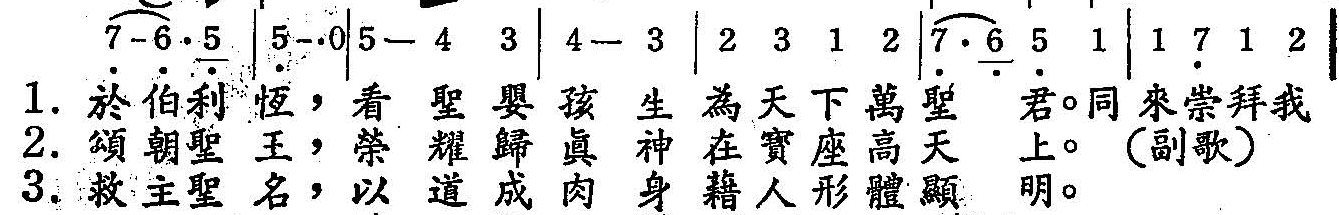 7-6·5 | 5-·0 | 5— 4 3 | 4— 3 | 2 3 1 2 | 7·6 5 1 | 1 7 1 2
1. 於伯利恆，看聖嬰孩生為天下萬聖君。同來崇拜我
2. 頌朝聖王，榮耀歸眞神在寶座高天上。(副歌)
3. 救主聖名，以道成肉身藉人形體顯明。